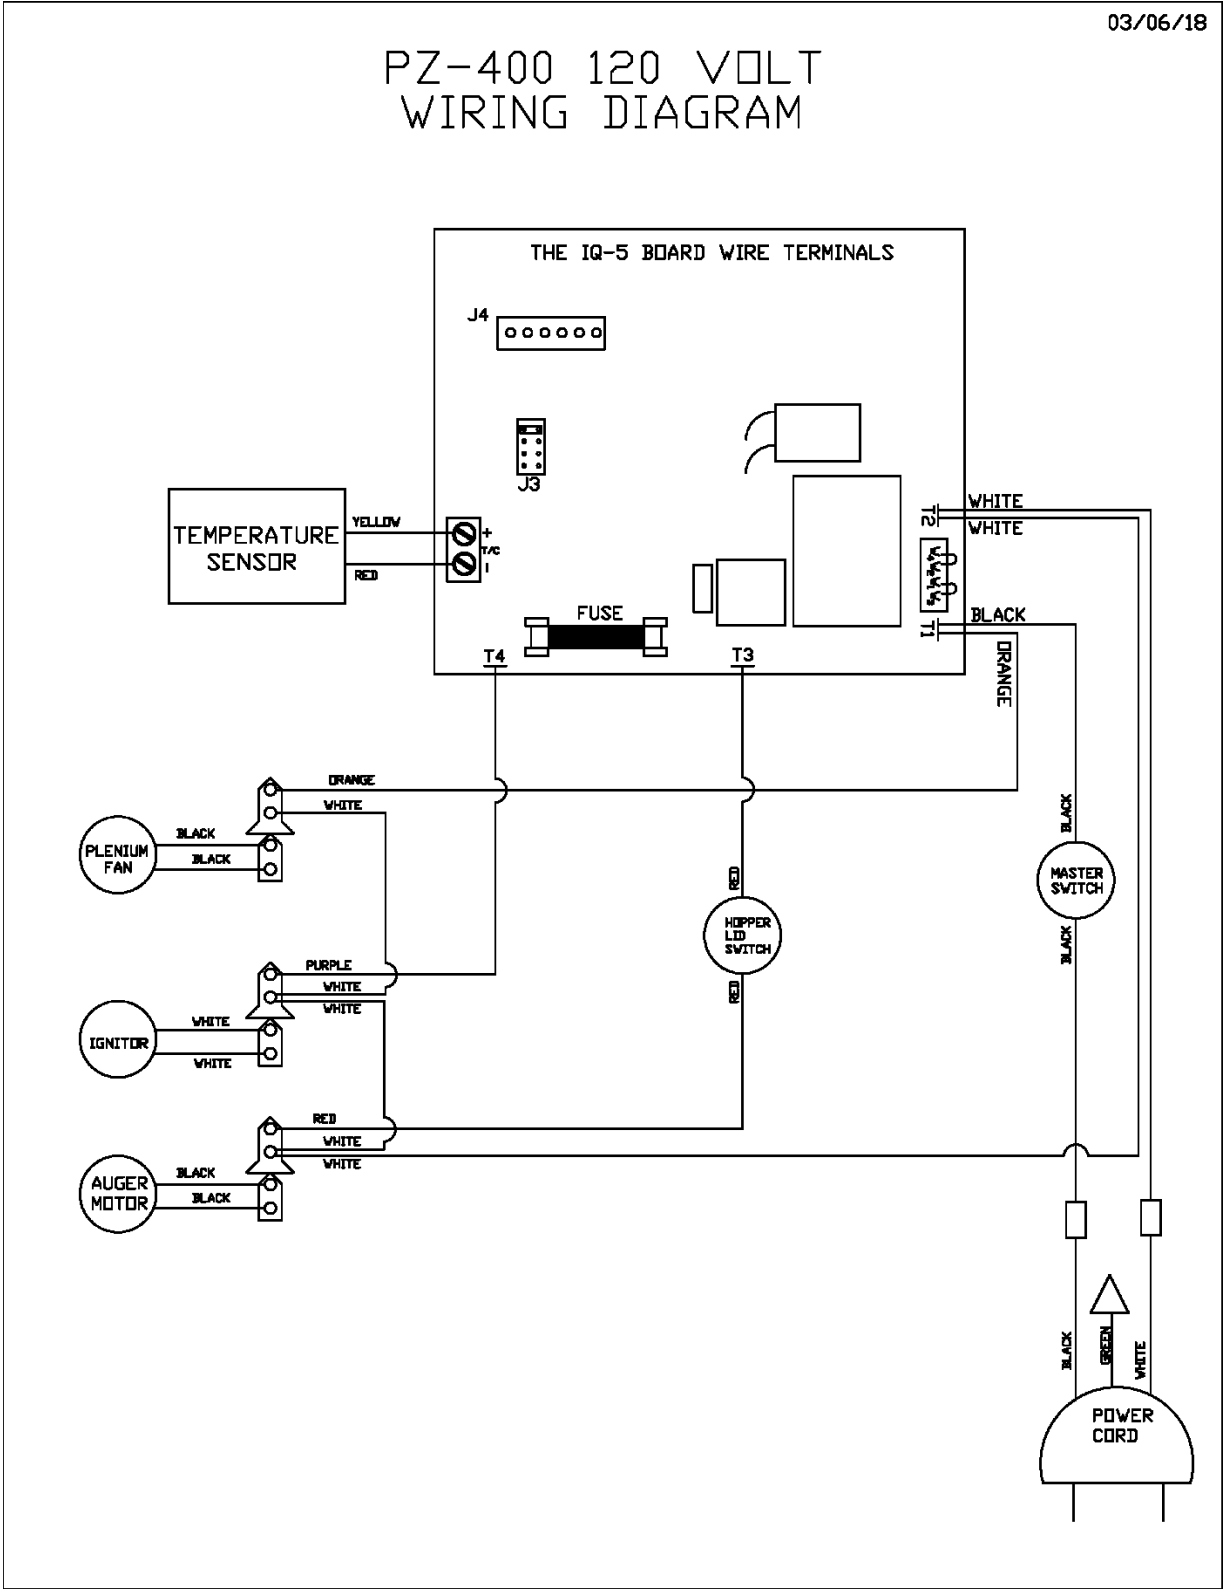 03/06/18
PZ-400 120 VOLT
WIRING DIAGRAM
THE IQ-5 BOARD WIRE TERMINALS
J4
J3
TEMPERATURE
SENSOR
YELLOW
RED
+
T/C
-
FUSE
T4
T3
T2
T1
WHITE
WHITE
BLACK
ORANGE
ORANGE
WHITE
BLACK
BLACK
PLENIUM
FAN
BLACK
MASTER
SWITCH
BLACK
RED
HOPPER
LID
SWITCH
RED
PURPLE
WHITE
WHITE
WHITE
WHITE
IGNITOR
RED
WHITE
WHITE
BLACK
BLACK
AUGER
MOTOR
BLACK
GREEN
WHITE
POWER
CORD